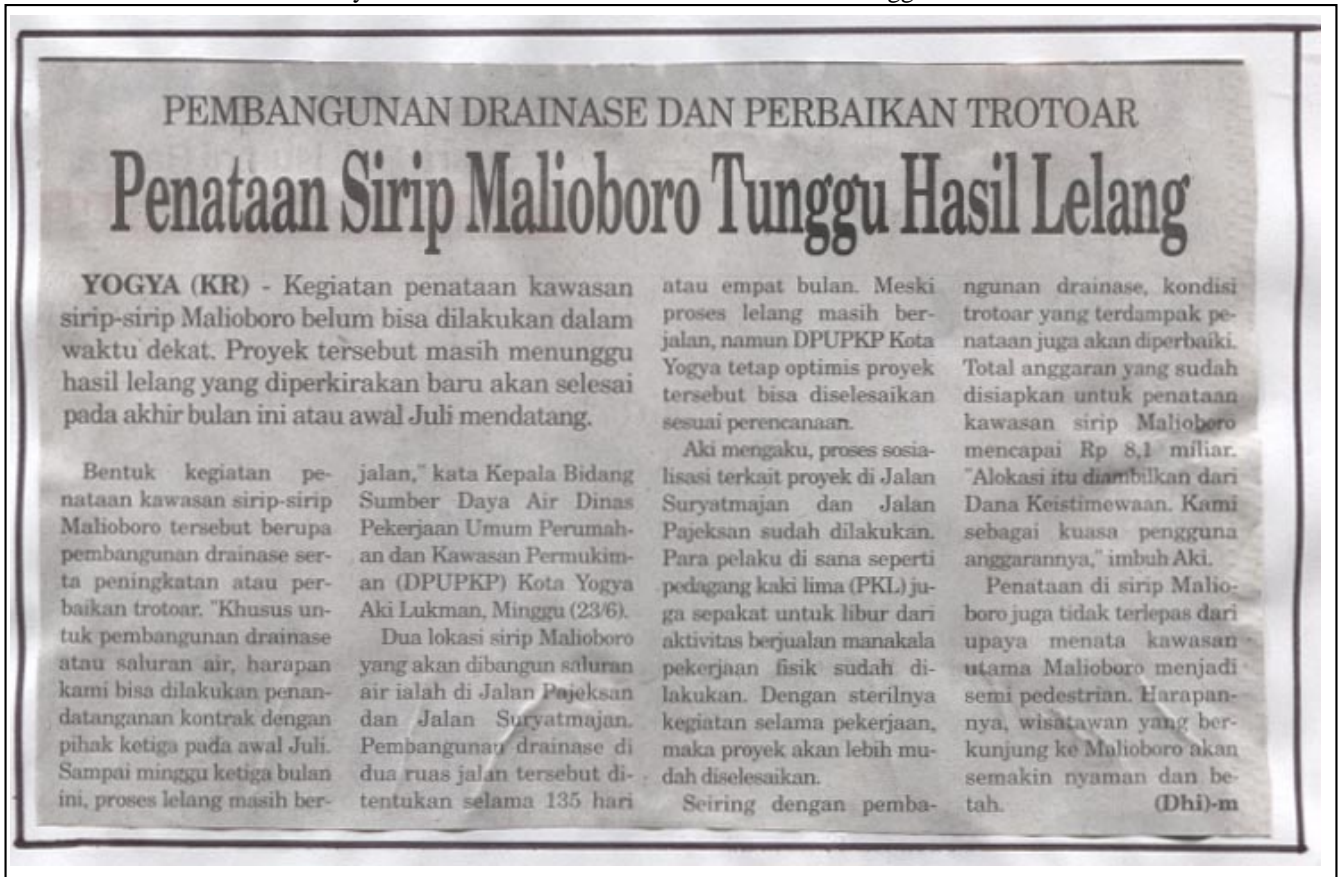 PEMBANGUNAN DRAINASE DAN PERBAIKAN TROTOAR
Penataan Sirip Malioboro Tunggu Hasil Lelang
YOGYA (KR) - Kegiatan penataan kawasan
sirip-sirip Malioboro belum bisa dilakukan dalam
waktu dekat. Proyek tersebut masih menunggu
hasil lelang yang diperkirakan baru akan selesai
pada akhir bulan ini atau awal Juli mendatang.
Bentuk kegiatan pe-
nataan kawasan sirip-sirip
Malioboro tersebut berupa
pembangunan drainase ser-
ta peningkatan atau per-
baikan trotoar. "Khusus un-
tuk pembangunan drainase
atau saluran air, harapan
kami bisa dilakukan penan-
datanganan kontrak dengan
pihak ketiga pada awal Juli.
Sampai minggu ketiga bulan
ini, proses lelang masih ber-
jalan," kata Kepala Bidang
Sumber Daya Air Dinas
Pekerjaan Umum Perumah-
an dan Kawasan Permukim-
an (DPUPKP) Kota Yogya
Aki Lukman, Minggu (23/6).
Dua lokasi sirip Malioboro
yang akan dibangun saluran
air ialah di Jalan Pajeksan
dan Jalan Suryatmajan.
Pembangunan drainase di
dua ruas jalan tersebut di-
tentukan selama 135 hari
atau empat bulan. Meski
proses lelang masih ber-
jalan, namun DPUPKP Kota
Yogya tetap optimis proyek
tersebut bisa diselesaikan
sesuai perencanaan.
Aki mengaku, proses sosia-
lisasi terkait proyek di Jalan
Suryatmajan dan Jalan
Pajeksan sudah dilakukan.
Para pelaku di sana seperti
pedagang kaki lima (PKL) ju-
ga sepakat untuk libur dari
aktivitas berjualan manakala
pekerjaan fisik sudah di-
lakukan. Dengan sterilnya
kegiatan selama pekerjaan,
maka proyek akan lebih mu-
dah diselesaikan.
Seiring dengan pemba-
ngunan drainase, kondisi
trotoar yang terdampak pe-
nataan juga akan diperbaiki.
Total anggaran yang sudah
disiapkan untuk penataan
kawasan sirip Malioboro
mencapai Rp 8,1 miliar.
"Alokasi itu diambilkan dari
Dana Keistimewaan. Kami
sebagai kuasa pengguna
anggarannya," imbuh Aki.
Penataan di sirip Malio-
boro juga tidak terlepas dari
upaya menata kawasan
utama Malioboro menjadi
semi pedestrian. Harapan-
nya, wisatawan yang ber-
kunjung ke Malioboro akan
semakin nyaman dan be-
tah. (Dhi)-m